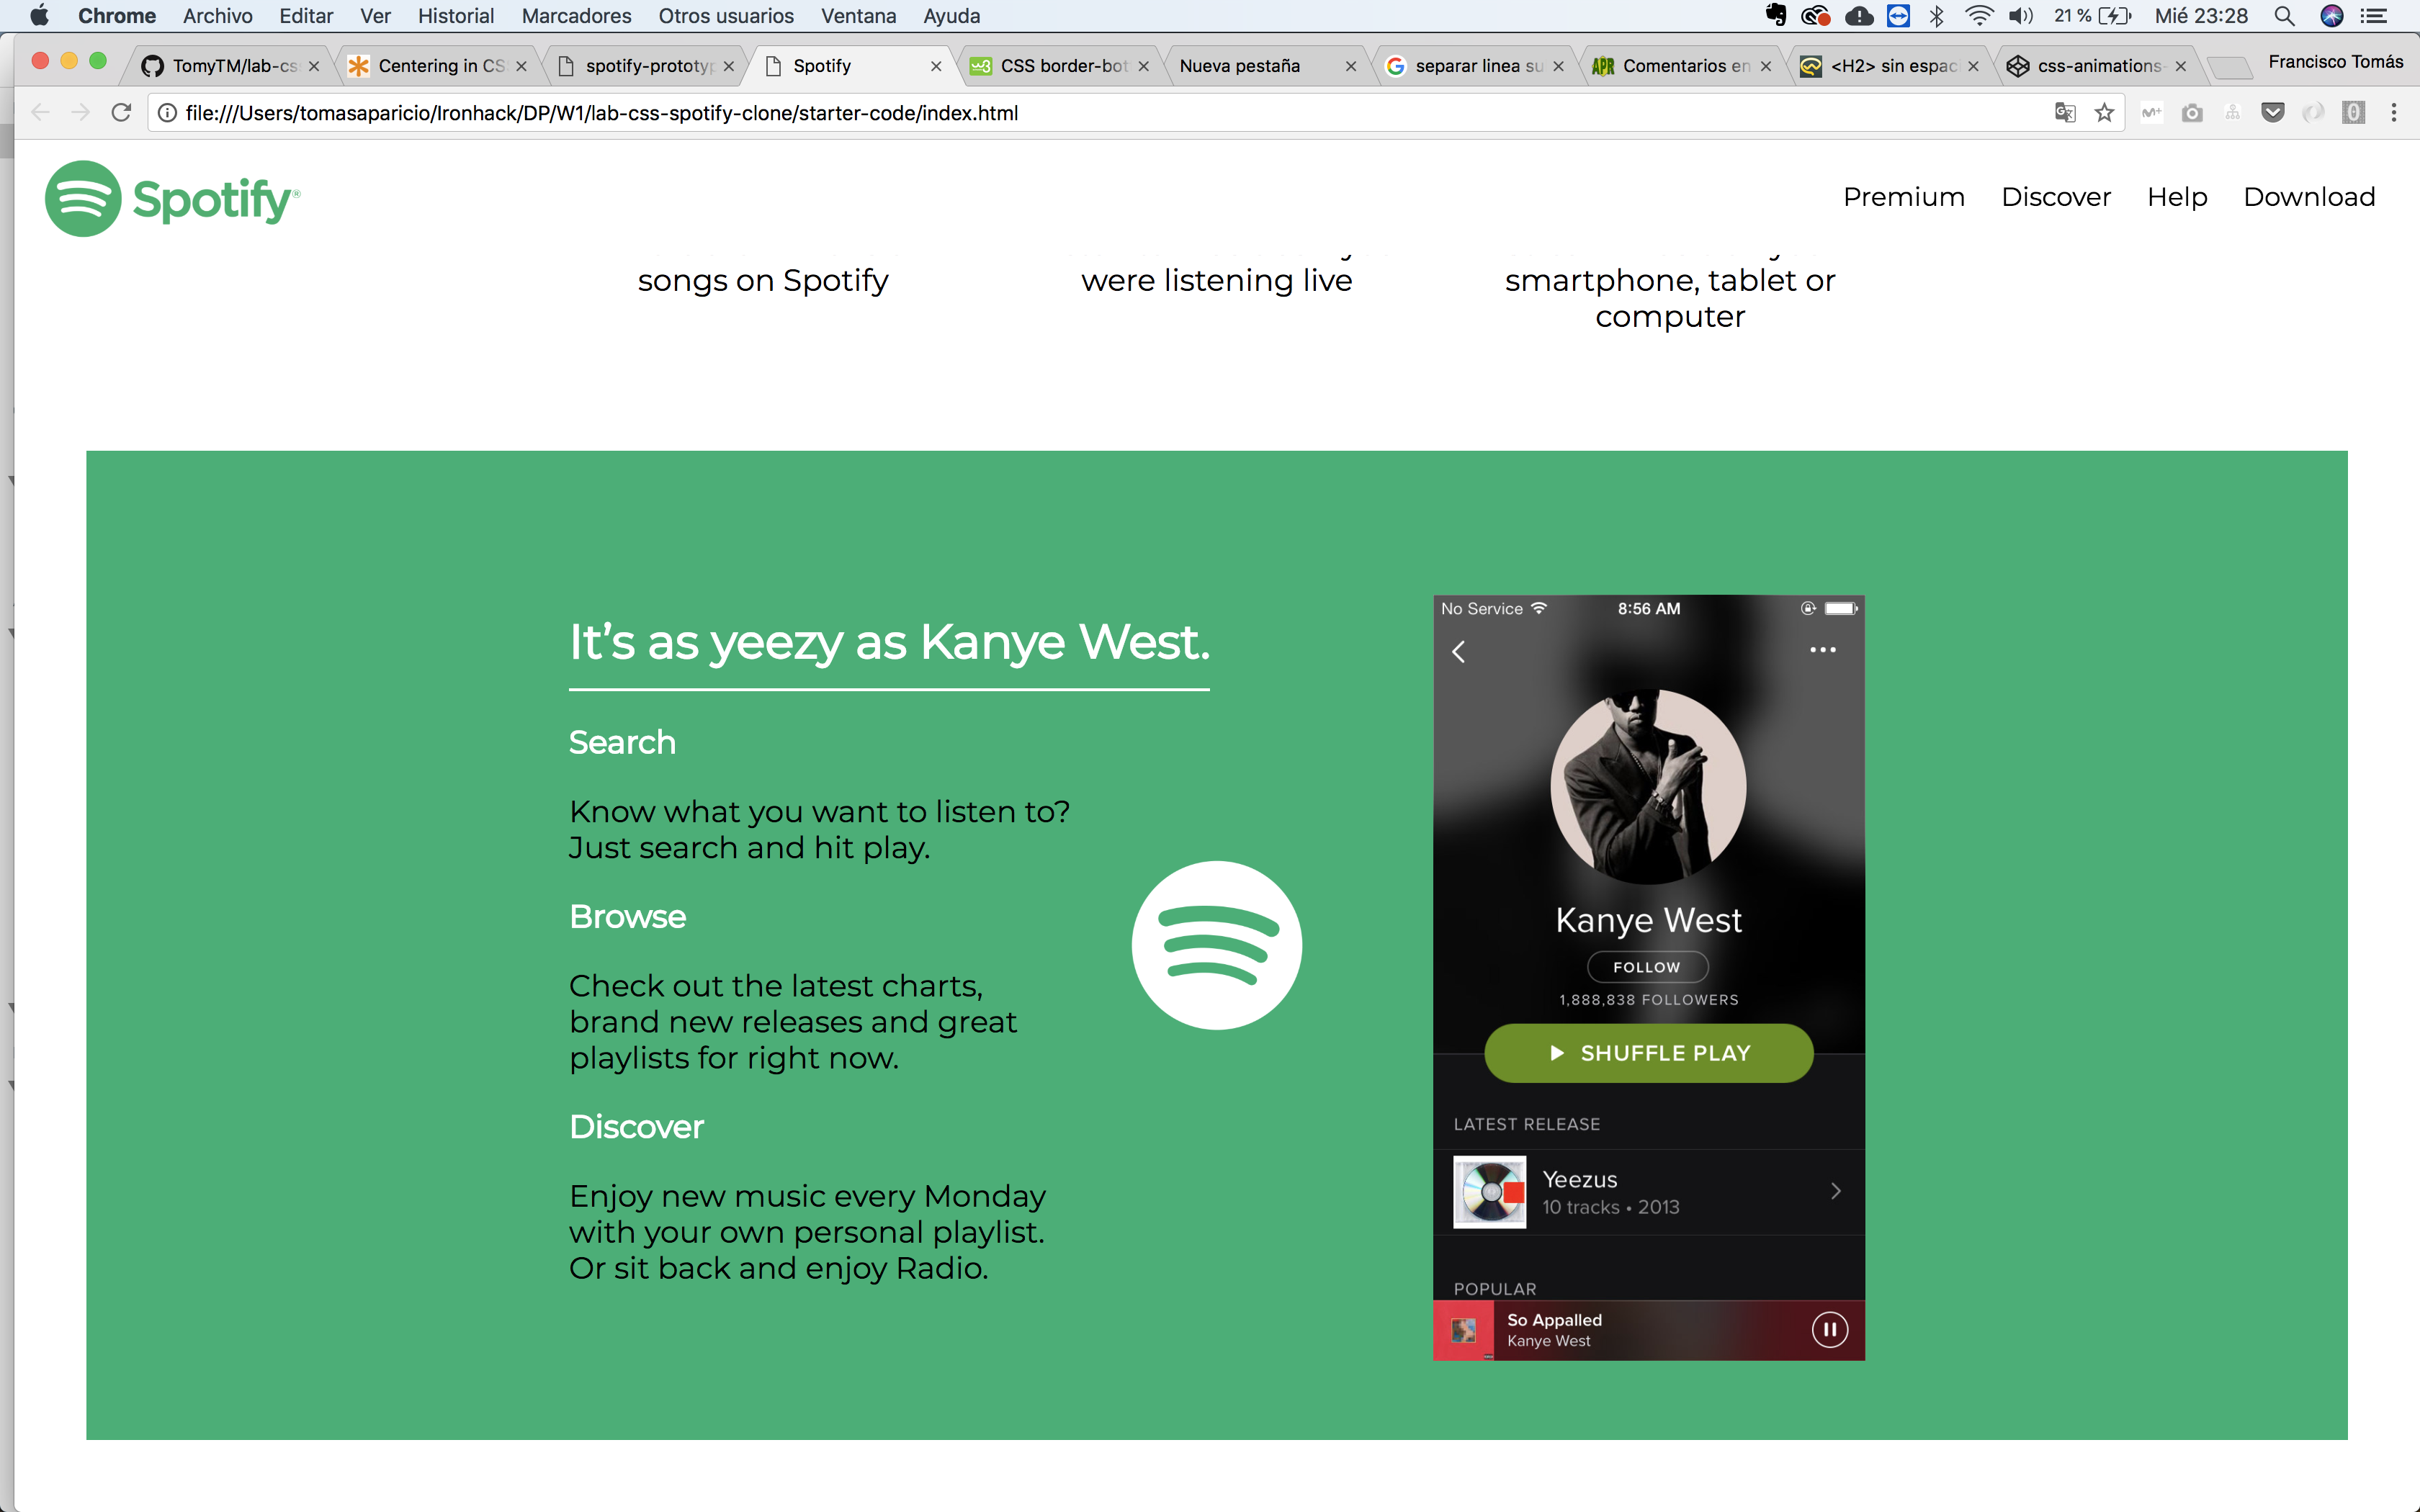 Chrome Archivo Editar Ver Historial Marcadores Otros usuarios Ventana Ayuda 21 % Mié 23:28
TomyTM/lab-cs Centering in CS spotify-prototyp Spotify CSS border-bot Nueva pestaña separar linea su Comentarios en <H2> sin espac css-animations- Francisco Tomás
file:///Users/tomasaparicio/Ironhack/DP/W1/lab-css-spotify-clone/starter-code/index.html
Spotify®
Premium Discover Help Download
songs on Spotify
were listening live
smartphone, tablet or
computer
It’s as yeezy as Kanye West.
Search
Know what you want to listen to?
Just search and hit play.
Browse
Check out the latest charts,
brand new releases and great
playlists for right now.
Discover
Enjoy new music every Monday
with your own personal playlist.
Or sit back and enjoy Radio.
No Service 8:56 AM
Kanye West
FOLLOW
1,888,838 FOLLOWERS
SHUFFLE PLAY
LATEST RELEASE
Yeezus
10 tracks • 2013
POPULAR
So Appalled
Kanye West